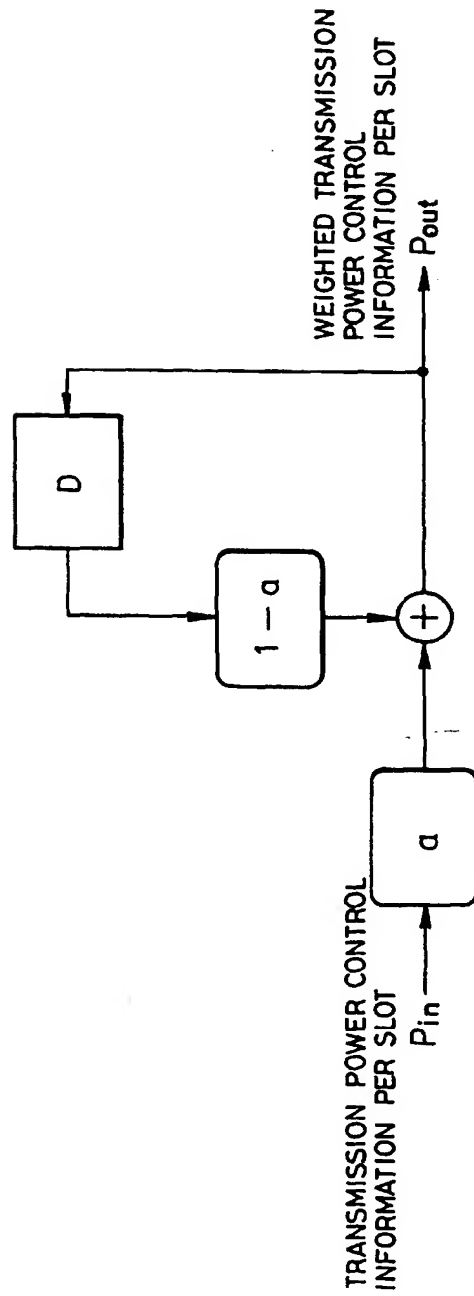 TRANSMISSION POWER CONTROL
INFORMATION PER SLOT
Pin
a
1 - a
D
WEIGHTED TRANSMISSION
POWER CONTROL
INFORMATION PER SLOT
Pout